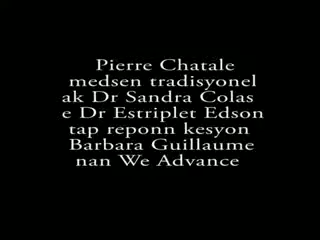 Pierre Chatale
medsen tradisyonel
ak Dr Sandra Colas
e Dr Estriplet Edson
tap reponn kesyon
Barbara Guillaume
nan We Advance